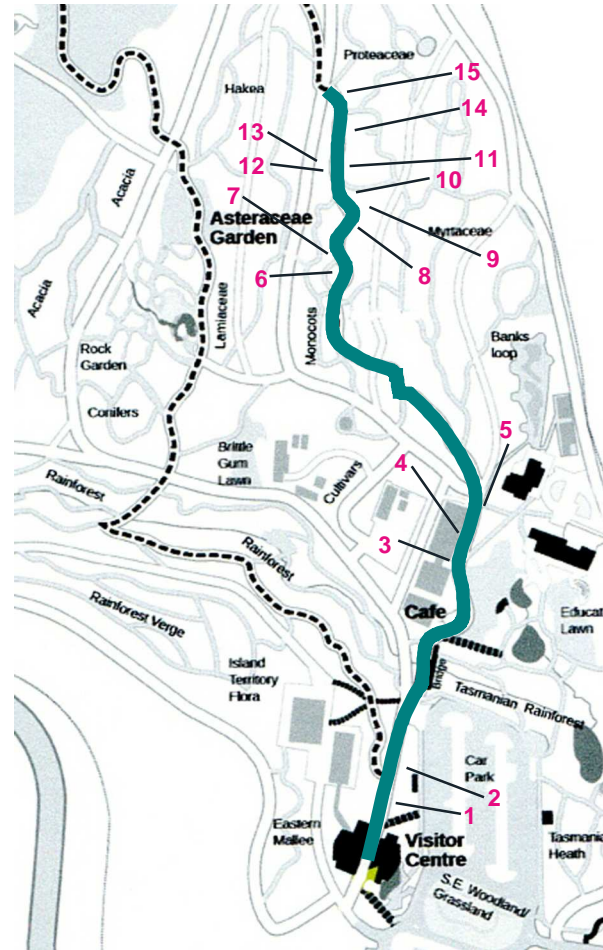 Proteaceae
15
Hakea
14
13
12
11
10
7
Asteraceae
Garden
Acacia
Myrtaceae
8
9
6
Acacia
Lamiaceae
Monocots
Banks
loop
Rock
Garden
Conifers
5
Brittle
Gum
Lawn
Cultivars
4
Rainforest
3
Rainforest
Rainforest Verge
Cafe
Educat
Lawn
Island
Territory
Flora
Bridge
Tasmanian Rainforest
Car
Park
2
1
Eastern
Mallee
Visitor
Centre
Tasmania
Heath
S.E. Woodland/
Grassland